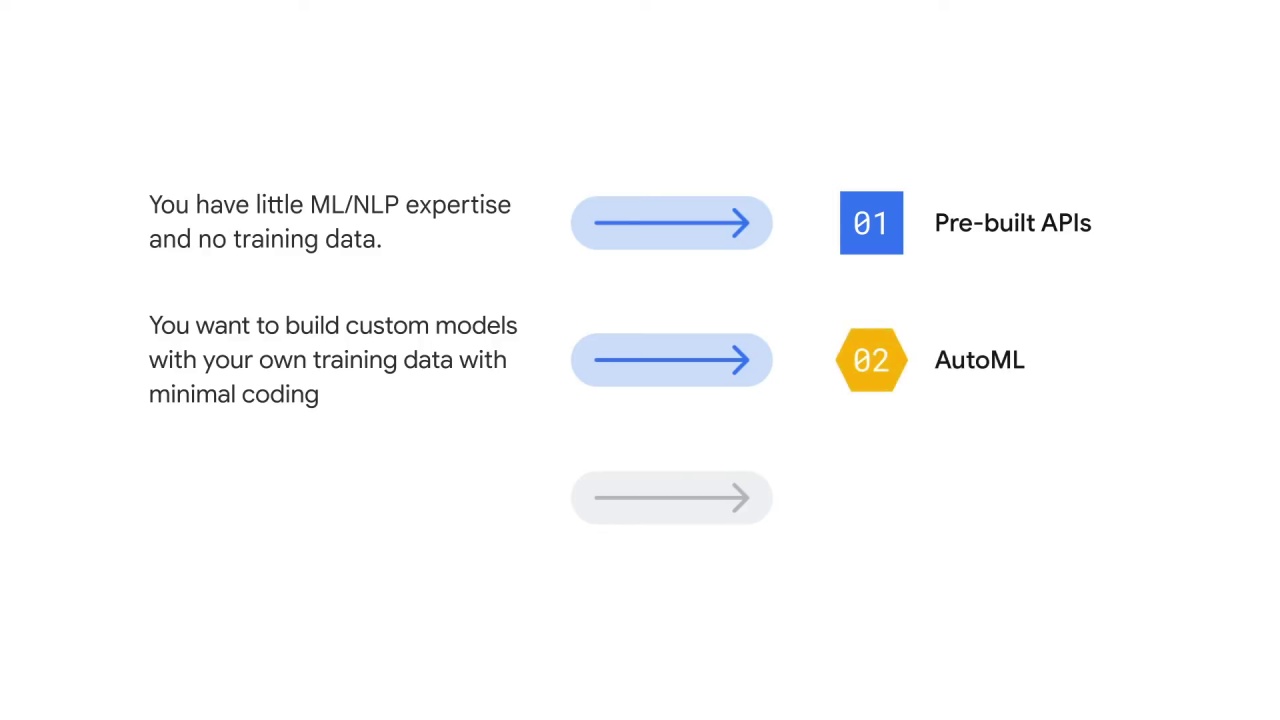 You have little ML/NLP expertise
and no training data.
01
Pre-built APIs
You want to build custom models
with your own training data with
minimal coding
02
AutoML